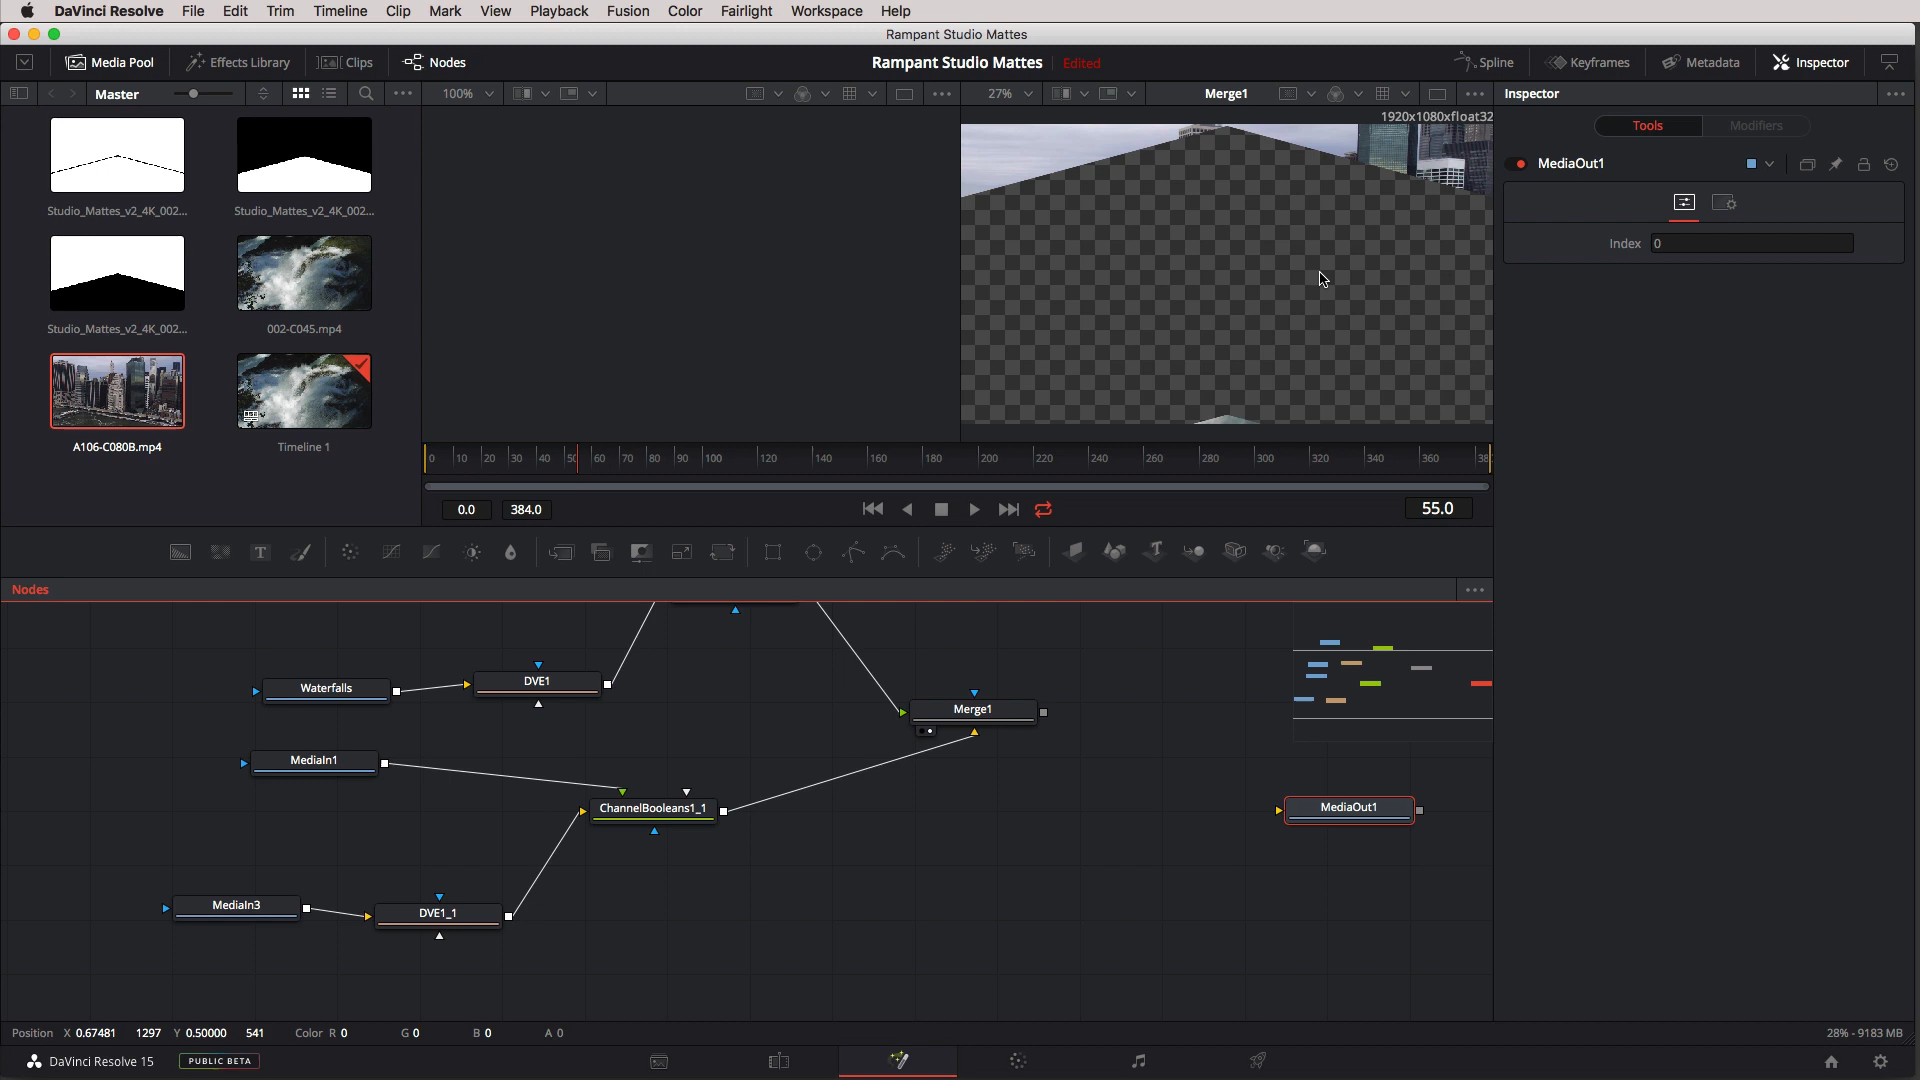 DaVinci Resolve File Edit Trim Timeline Clip Mark View Playback Fusion Color Fairlight Workspace Help
Rampant Studio Mattes
Media Pool Effects Library Clips Nodes Rampant Studio Mattes Edited Spline Keyframes Metadata Inspector
Master 100% 27% Merge1 Inspector
1920x1080xfloat32
Tools Modifiers
MediaOut1
Index 0
Studio_Mattes_v2_4K_002... Studio_Mattes_v2_4K_002...
Studio_Mattes_v2_4K_002... 002-C045.mp4
A106-C080B.mp4 Timeline 1
0 10 20 30 40 50 60 70 80 90 100 120 140 160 180 200 220 240 260 280 300 320 340 360 38
0.0 384.0 55.0
T T
Nodes
Waterfalls DVE1
Merge1
MediaIn1
ChannelBooleans1_1 MediaOut1
MediaIn3 DVE1_1
Position X 0.67481 1297 Y 0.50000 541 Color R 0 G 0 B 0 A 0 28% - 9183 MB
DaVinci Resolve 15 PUBLIC BETA